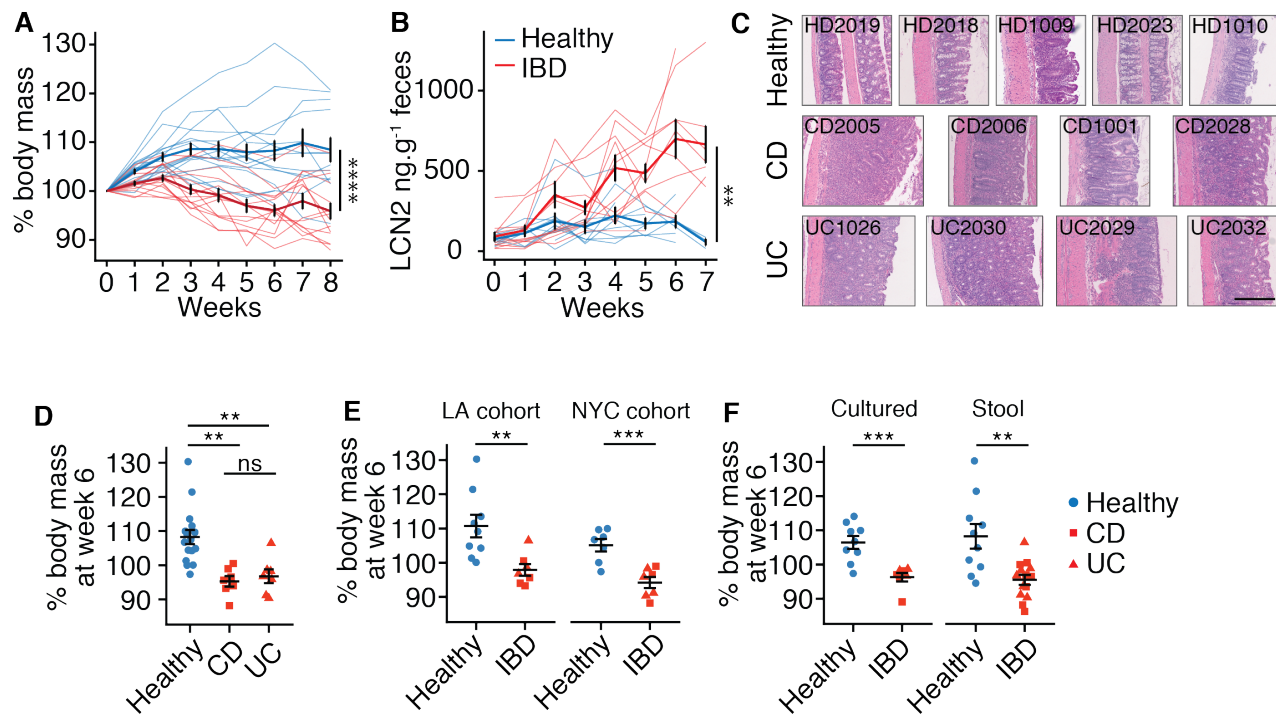 A
% body mass
130
120
110
100
90
0 1 2 3 4 5 6 7 8
Weeks
****
B
LCN2 ng.g⁻¹ feces
Healthy
IBD
1000
500
0
0 1 2 3 4 5 6 7
Weeks
**
C
Healthy
HD2019 HD2018 HD1009 HD2023 HD1010
CD
CD2005 CD2006 CD1001 CD2028
UC
UC1026 UC2030 UC2029 UC2032
D
% body mass
at week 6
**
**
ns
130
120
110
100
90
Healthy CD UC
E
LA cohort NYC cohort
** ***
% body mass
at week 6
130
120
110
100
90
Healthy IBD Healthy IBD
F
Cultured Stool
*** **
% body mass
at week 6
130
120
110
100
90
Healthy IBD Healthy IBD
Healthy
CD
UC